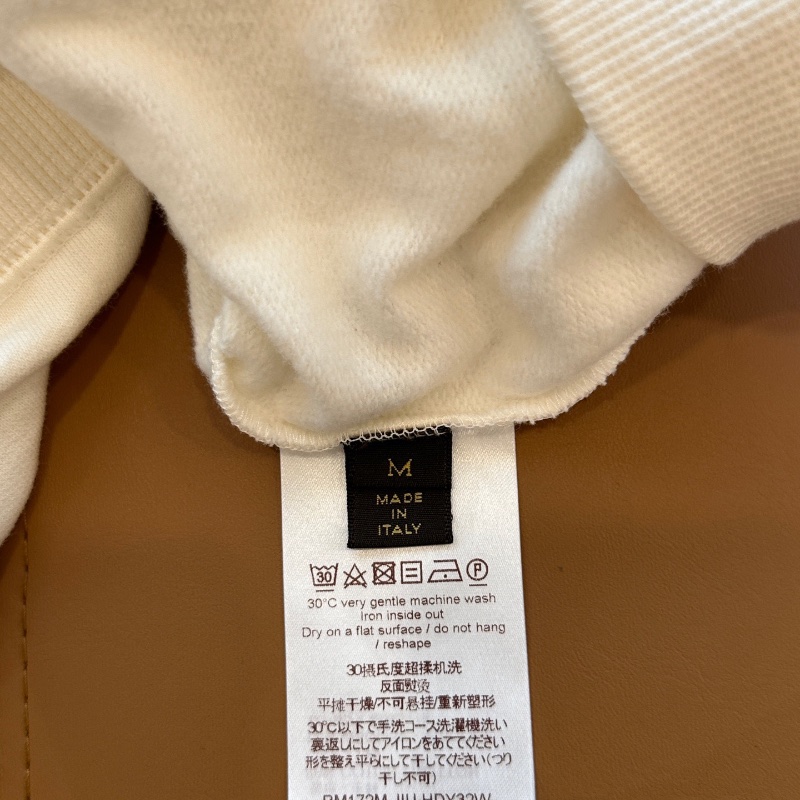 M
MADE
IN
ITALY
30
P
30°C very gentle machine wash
Iron inside out
Dry on a flat surface / do not hang
/ reshape
30摄氏度超揉机洗
反面熨烫
平摊干燥/不可悬挂/重新塑形
30℃以下で手洗コース洗濯機洗い
裏返しにしてアイロンをあててください
形を整え平らにして干してください(つり
干し不可)